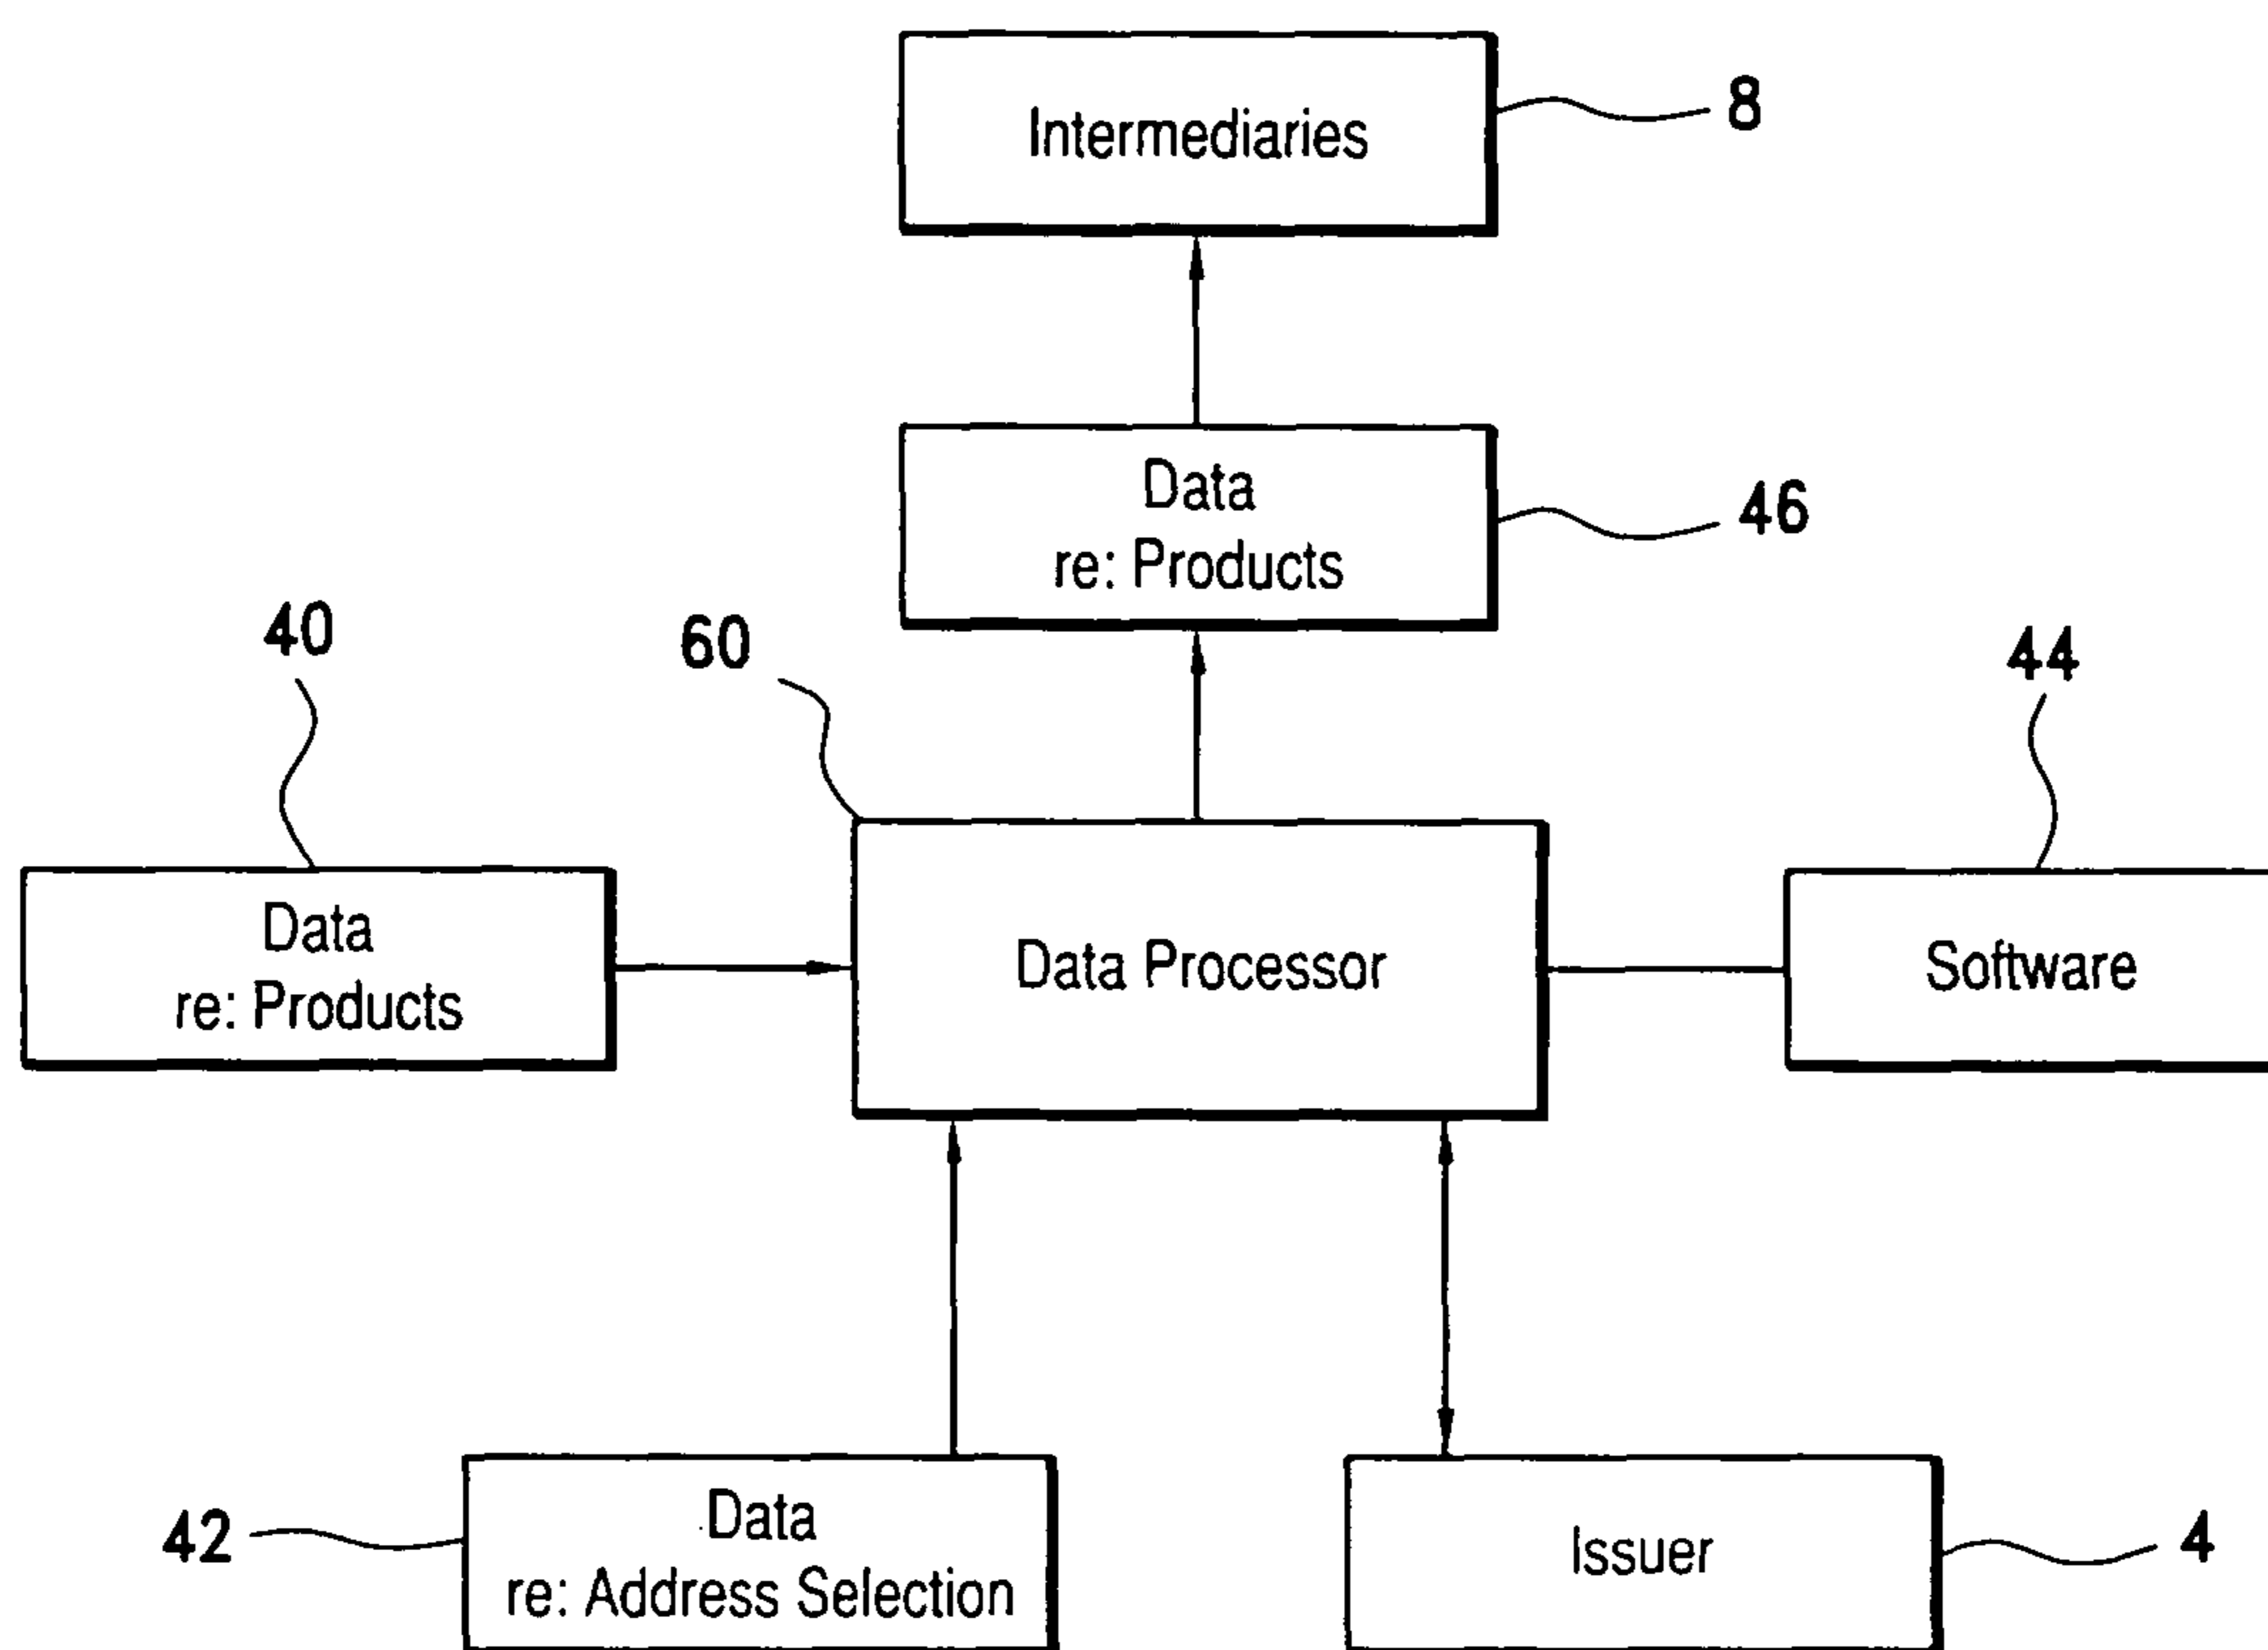 Intermediaries
8
Data
re: Products
46
40
60
44
Data
re: Products
Data Processor
Software
42
Data
re: Address Selection
Issuer
4